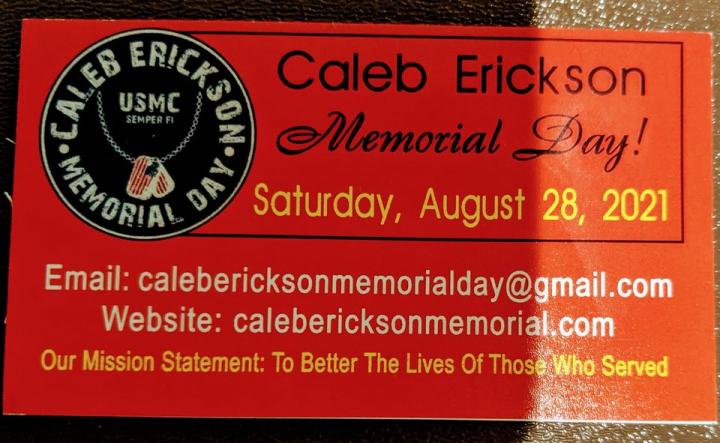 CALEB ERICKSON
USMC
SEMPER FI
• MEMORIAL DAY •
Caleb Erickson
Memorial Day!
Saturday, August 28, 2021
Email: calebericksonmemorialday@gmail.com
Website: calebericksonmemorial.com
Our Mission Statement: To Better The Lives Of Those Who Served